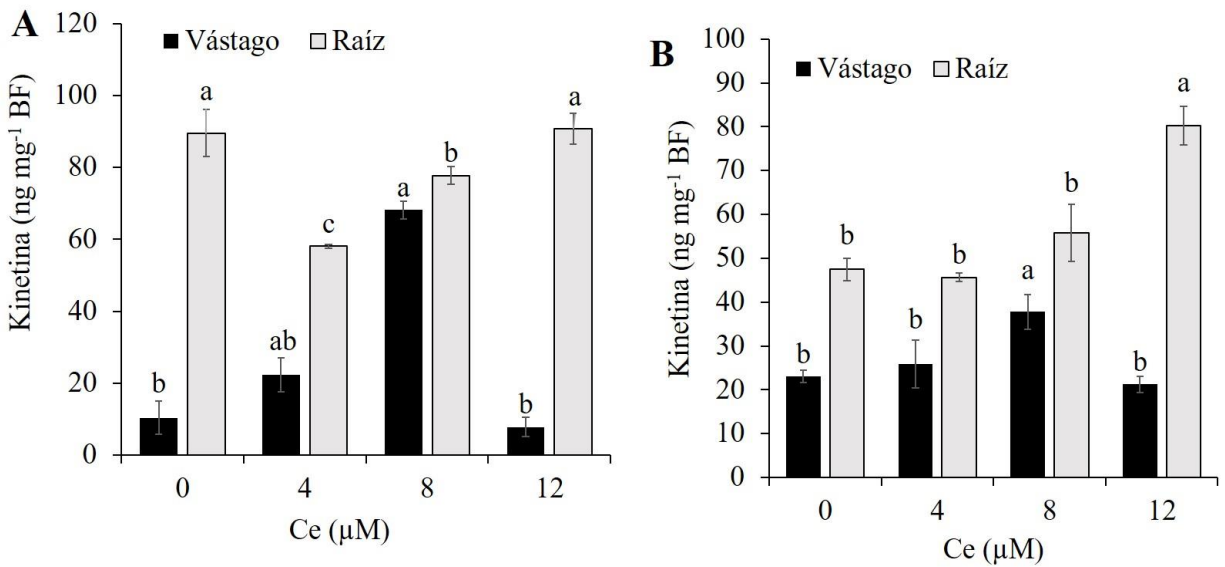 A
Vástago Raíz
Kinetina (ng mg⁻¹ BF)
120
100
80
60
40
20
0
b
a
ab
c
a
b
b
a
0 4 8 12
Ce (µM)
B
Vástago Raíz
Kinetina (ng mg⁻¹ BF)
100
90
80
70
60
50
40
30
20
10
0
b
b
b
b
a
b
b
a
0 4 8 12
Ce (µM)